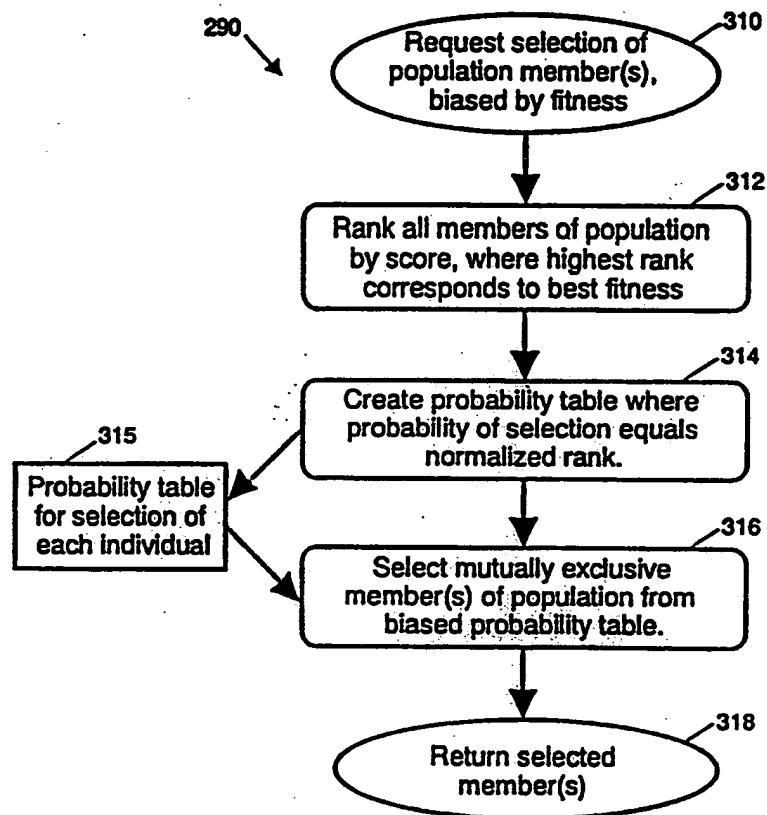 290
310
Request selection of
population member(s),
biased by fitness
312
Rank all members of population
by score, where highest rank
corresponds to best fitness
314
Create probability table where
probability of selection equals
normalized rank.
315
Probability table
for selection of
each individual
316
Select mutually exclusive
member(s) of population from
biased probability table.
318
Return selected
member(s)